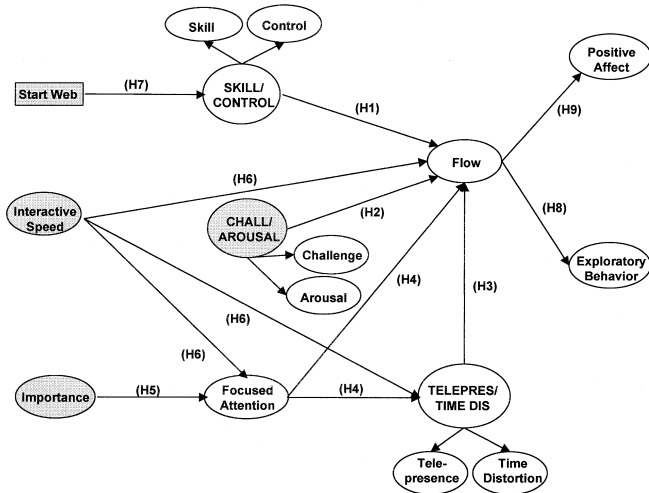 Skill
Control
Positive
Affect
Start Web
(H7)
SKILL/
CONTROL
(H1)
(H9)
Flow
(H6)
Interactive
Speed
CHALL/
AROUSAL
(H2)
(H8)
Challenge
Exploratory
Behavior
(H4)
(H3)
Arousal
(H6)
(H6)
Importance
(H5)
Focused
Attention
(H4)
TELEPRES/
TIME DIS
Tele-
presence
Time
Distortion